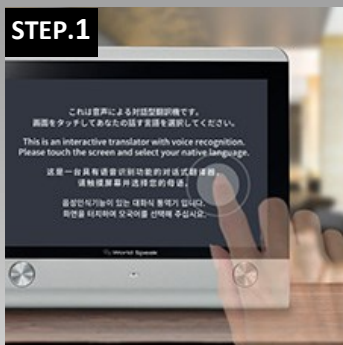 STEP.1
これは音声による対話型翻訳機です。
画面をタッチしてあなたの話す言語を選択してください。
This is an interactive translator with voice recognition.
Please touch the screen and select your native language.
这是一台具有语音识别功能的对话式翻译器，
请触摸屏幕并选择您的母语。
음성인식기능이 있는 대화식 통역기 입니다.
화면을 터치하여 모국어를 선택해 주십시요.
World Speak